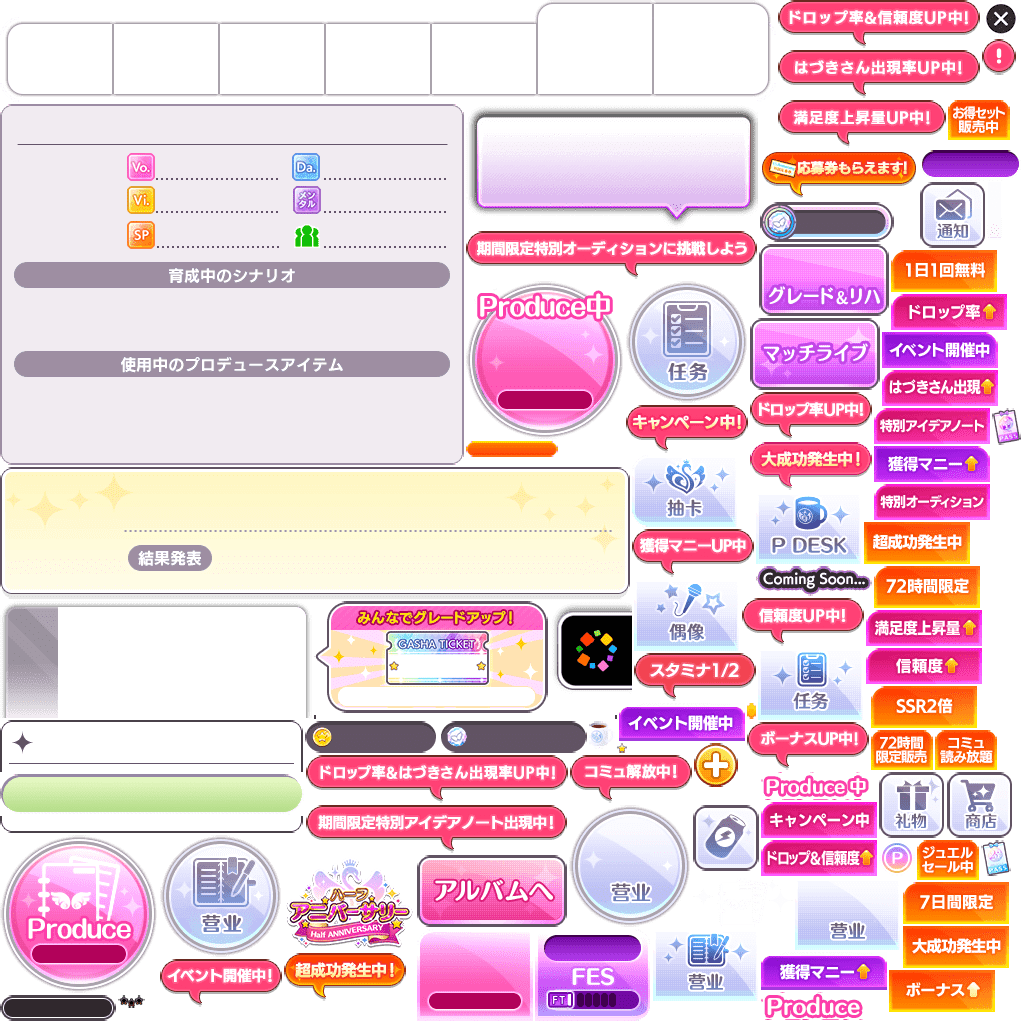 ドロップ率&信頼度UP中!
はづきさん出現率UP中!
!
満足度上昇量UP中!
お得セット
販売中
応募券もらえます!
通知
Vo.
Da.
Vi.
メン
タル
SP
育成中のシナリオ
使用中のプロデュースアイテム
期間限定特別オーディションに挑戦しよう
グレード&リハ
1日1回無料
ドロップ率
Produce中
任务
マッチライブ
イベント開催中
はづきさん出現
キャンペーン中!
ドロップ率UP中!
特別アイデアノート
PASS
大成功発生中!
獲得マニー
抽卡
特別オーディション
P DESK
結果発表
獲得マニーUP中
超成功発生中
Coming Soon...
72時間限定
偶像
信頼度UP中!
満足度上昇量
みんなでグレードアップ!
GASHA TICKET
スタミナ1/2
任务
信頼度
SSR2倍
イベント開催中
ボーナスUP中!
72時間
限定販売
コミュ
読み放題
ドロップ率&はづきさん出現率UP中!
コミュ解放中!
Produce中
礼物
商店
期間限定特別アイデアノート出現中!
キャンペーン中
ドロップ&信頼度
P
ジュエル
セール中
PASS
Produce
营业
ハーフ
アニバーサリー
Half ANNIVERSARY
アルバムへ
营业
营业
7日間限定
大成功発生中
イベント開催中!
超成功発生中!
FES
FT
营业
獲得マニー
ボーナス
Produce